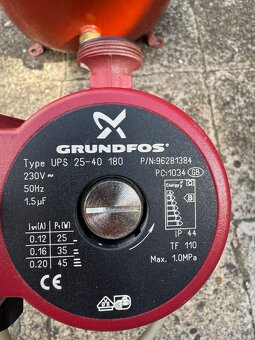 GRUNDFOS
Type UPS 25-40 180
P/N:96281384
230V~
PC:1034 GB
50Hz
Energy
1.5µF
B
I₁/₁(A) P₁(W)
0.12 25
0.16 35
0.20 45
IP 44
TF 110
CE
Max. 1.0MPa